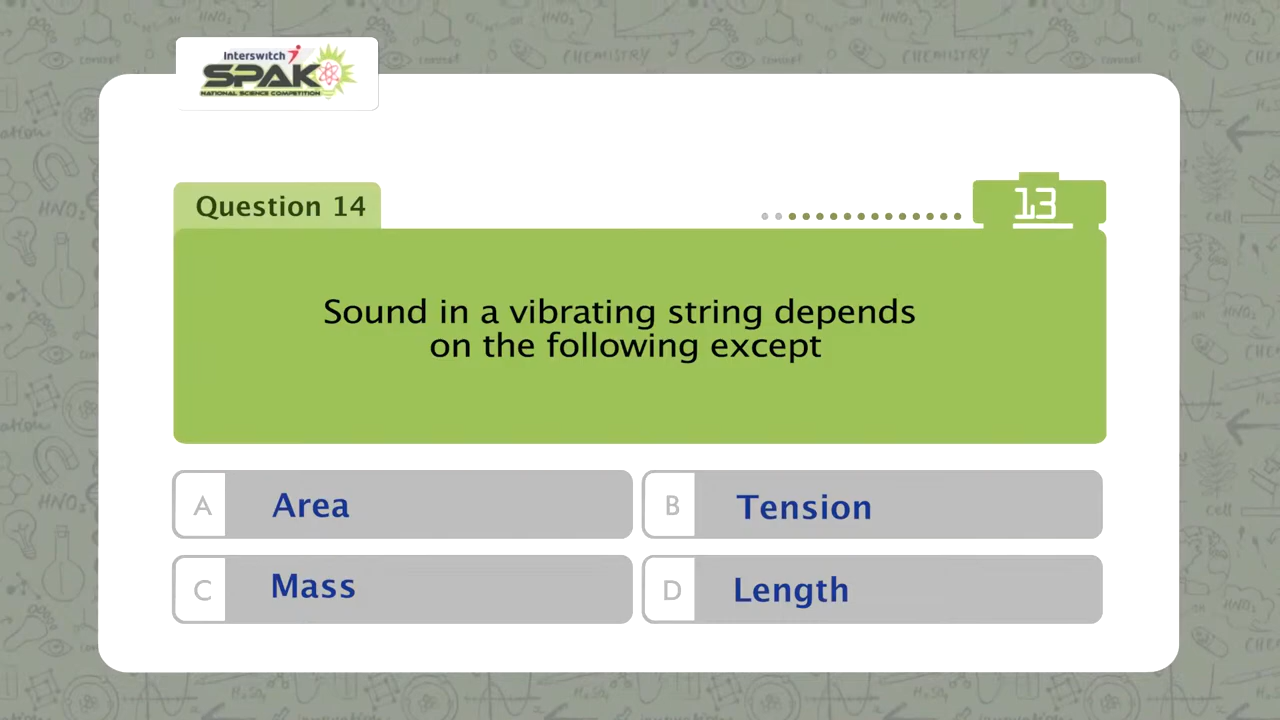 Interswitch
SPAK
NATIONAL SCIENCE COMPETITION
Question 14
13
Sound in a vibrating string depends
on the following except
A
Area
B
Tension
C
Mass
D
Length